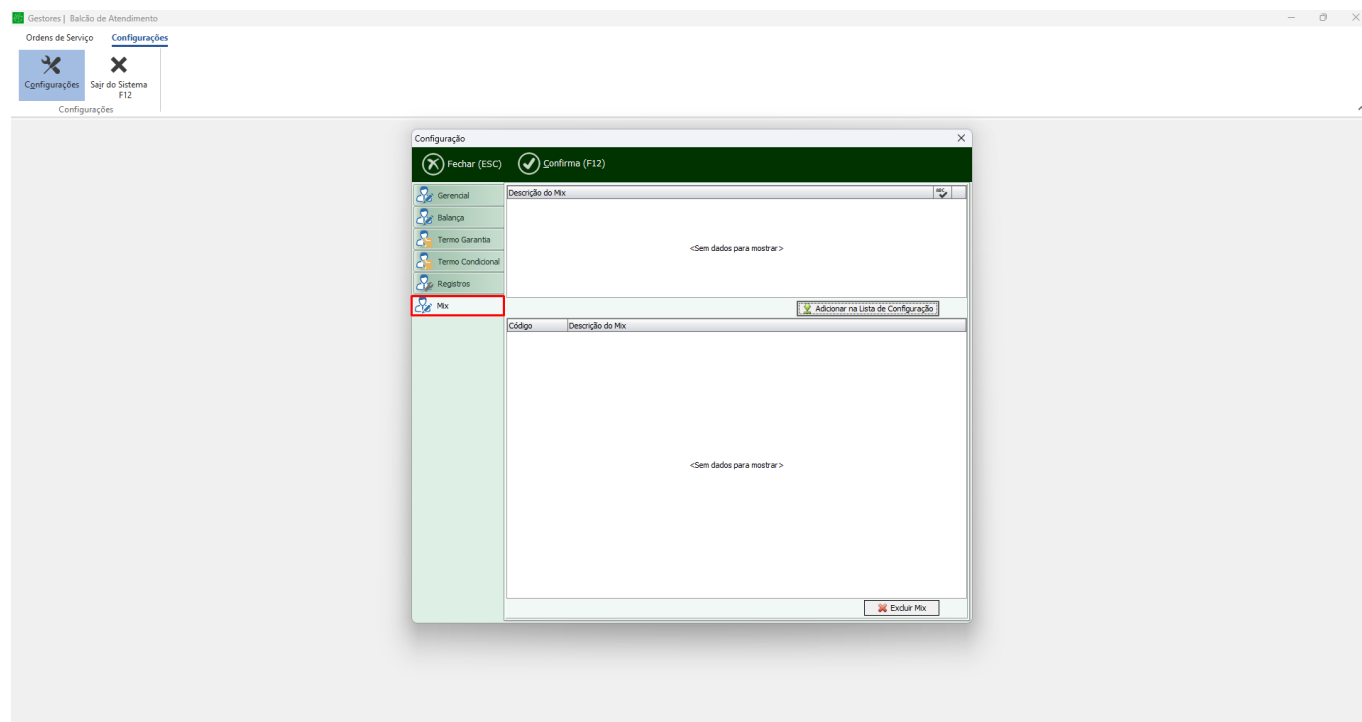 Gestores | Balcão de Atendimento
Ordens de Serviço Configurações
Configurações Sair do Sistema
F12
Configurações
Configuração
Fechar (ESC) Confirma (F12)
Gerencial
Balança
Termo Garantia
Termo Condicional
Registros
Mix
Descrição do Mix ABC
<Sem dados para mostrar>
Adicionar na Lista de Configuração
Código Descrição do Mix
<Sem dados para mostrar>
Excluir Mix